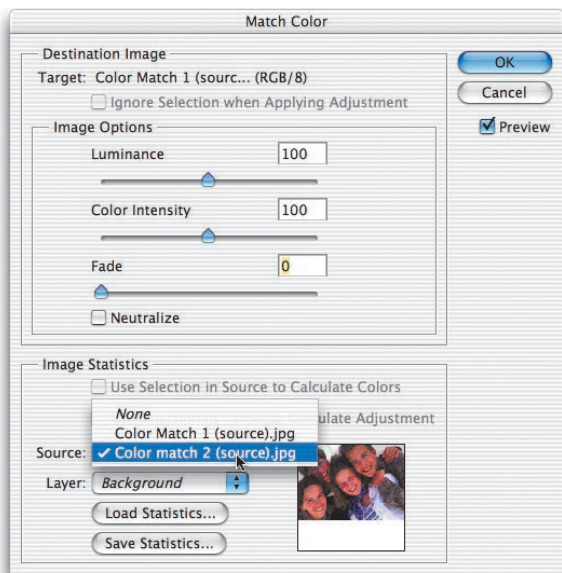 Match Color
Destination Image
Target: Color Match 1 (sourc... (RGB/8)
Ignore Selection when Applying Adjustment
Image Options
Luminance 100
Color Intensity 100
Fade 0
Neutralize
OK
Cancel
Preview
Image Statistics
Use Selection in Source to Calculate Colors
ulate Adjustment
None
Color Match 1 (source).jpg
Source: Color match 2 (source).jpg
Layer: Background
Load Statistics...
Save Statistics...